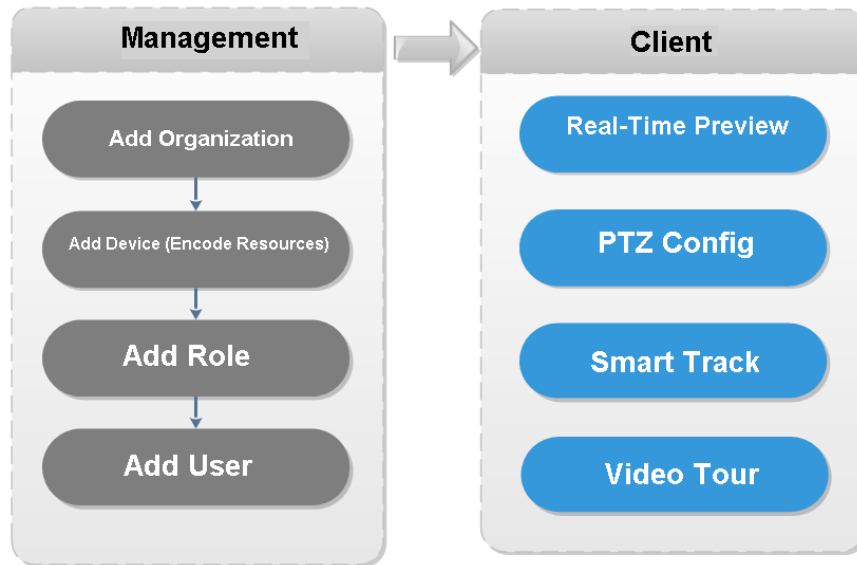 Management
Add Organization
Add Device (Encode Resources)
Add Role
Add User
Client
Real-Time Preview
PTZ Config
Smart Track
Video Tour